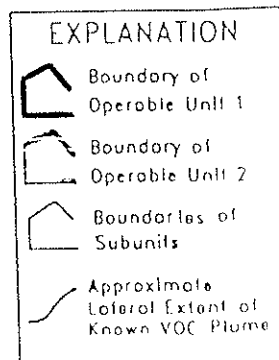 EXPLANATION
Boundary of
Operable Unit 1
Boundary of
Operable Unit 2
Boundaries of
Subunits
Approximate
Lateral Extent of
Known VOC Plume